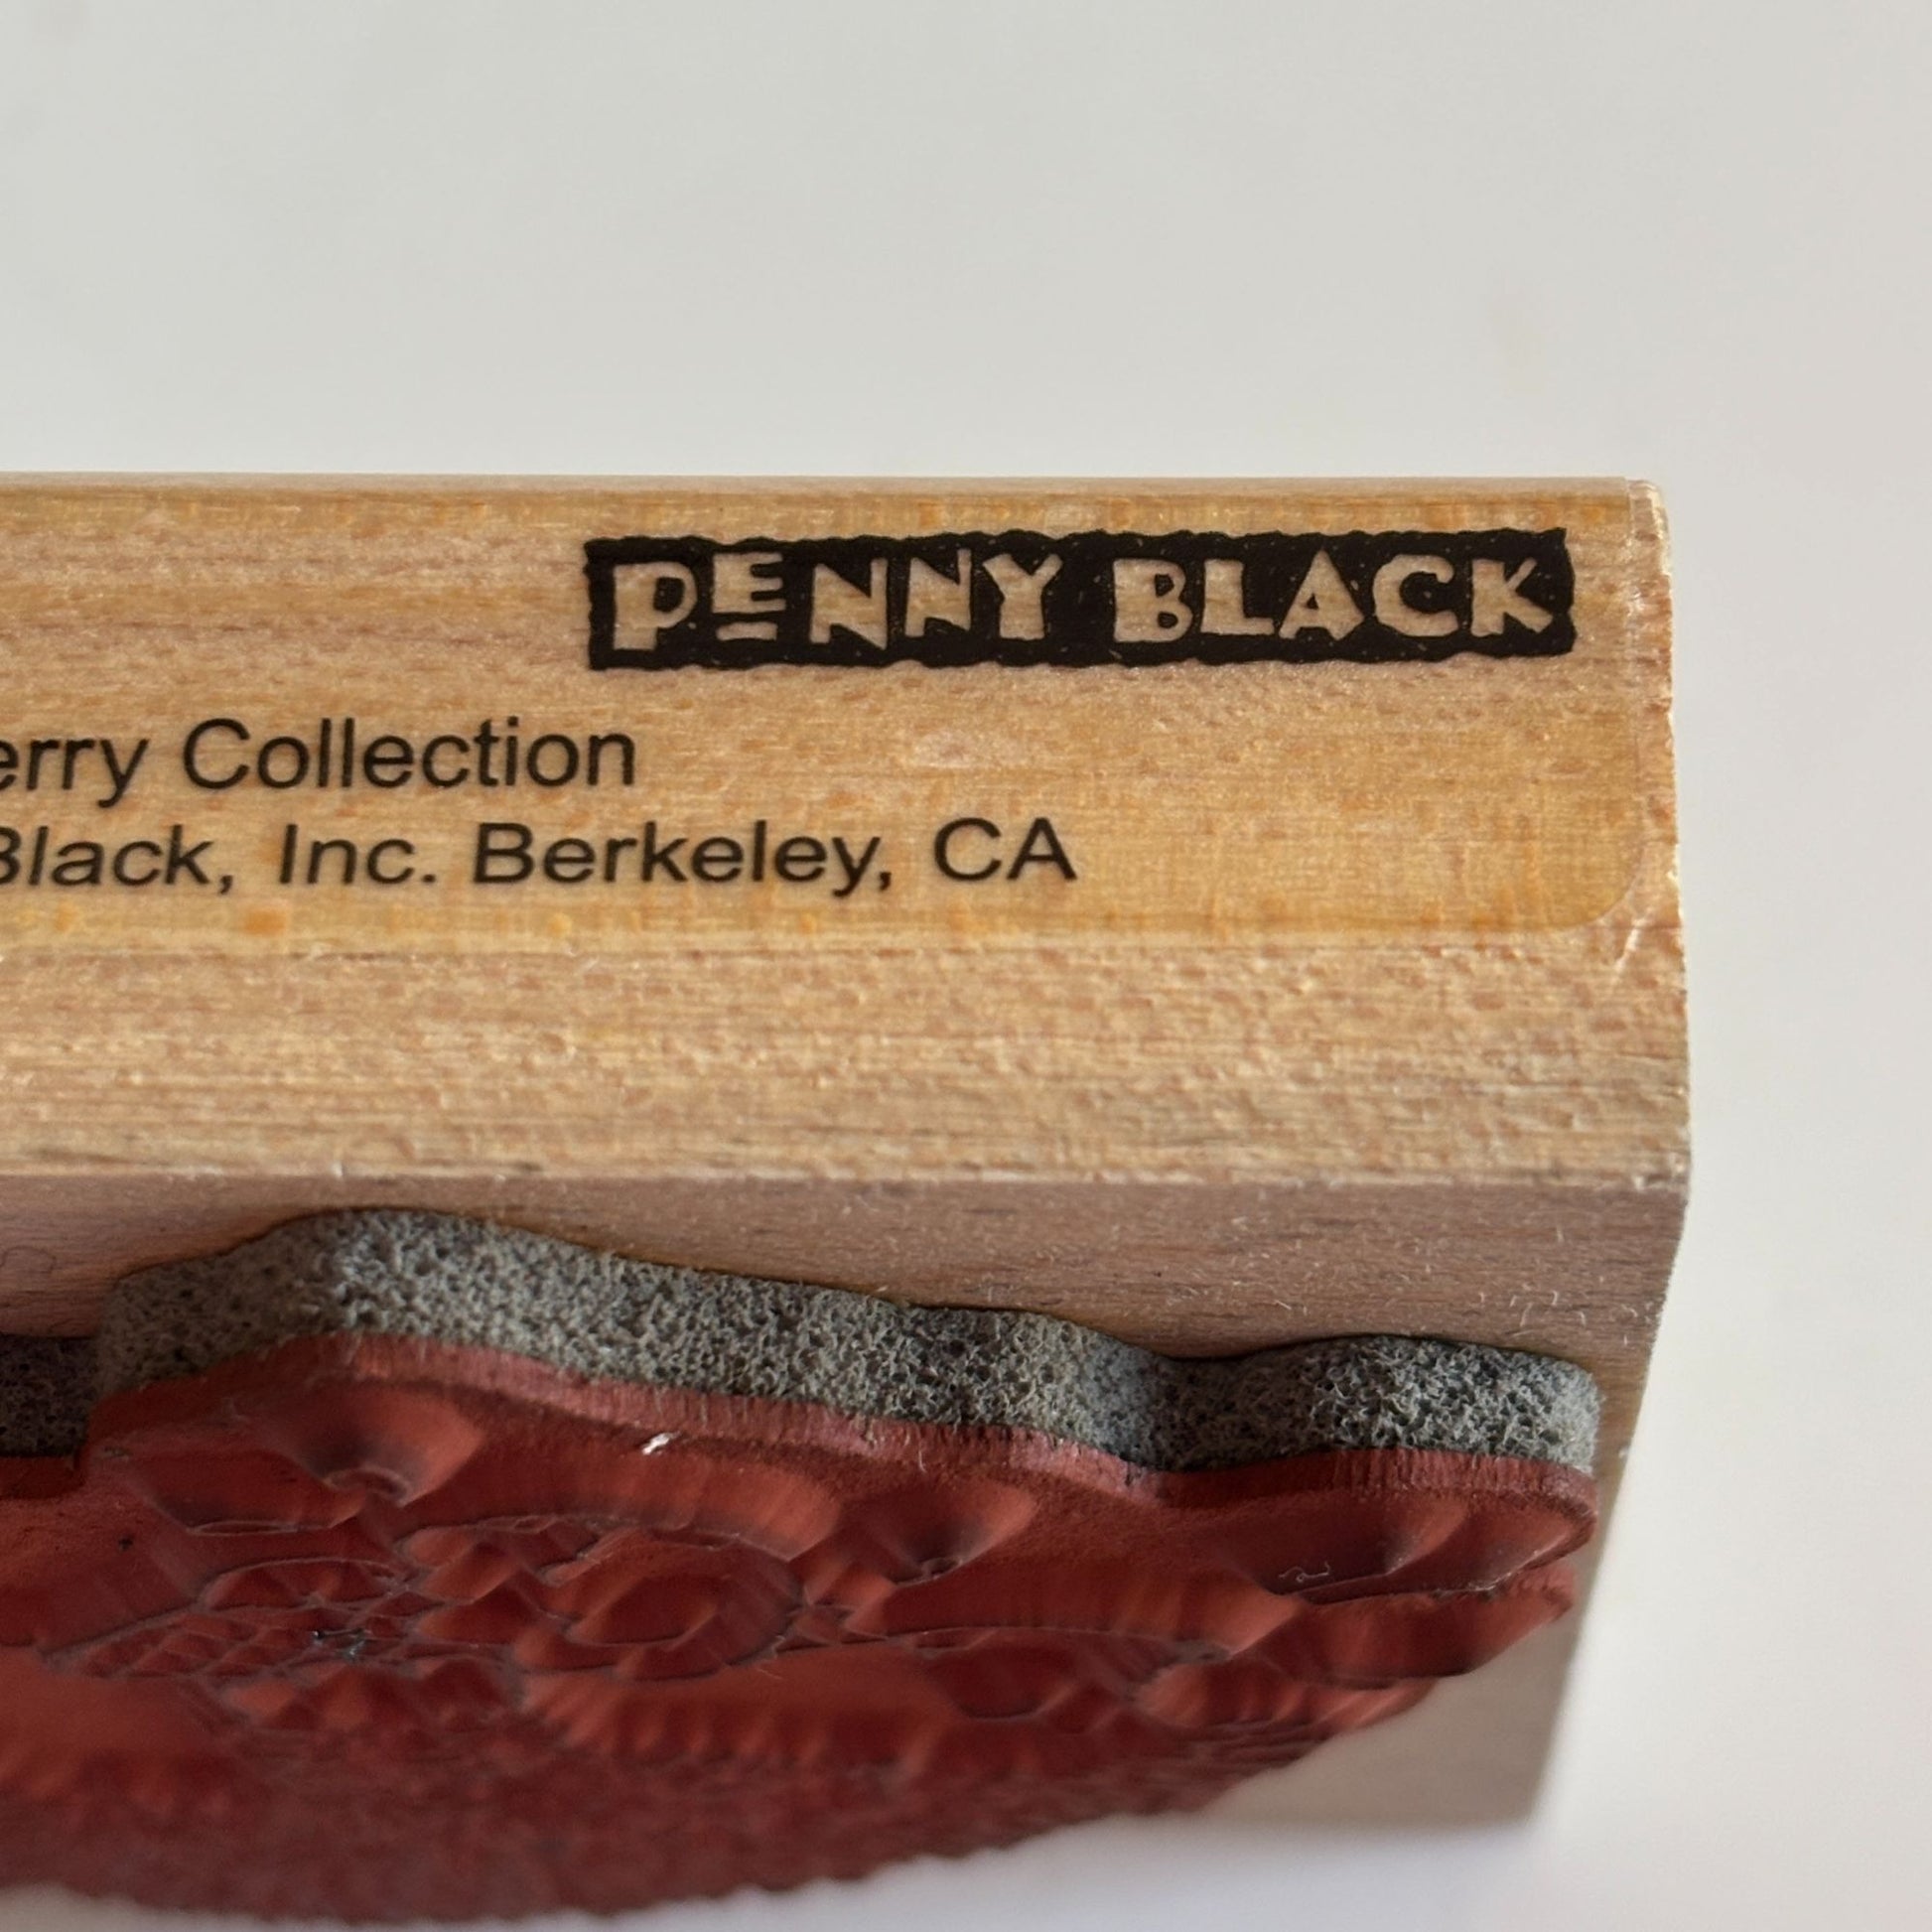 PENNY BLACK
erry Collection
Black, Inc. Berkeley, CA